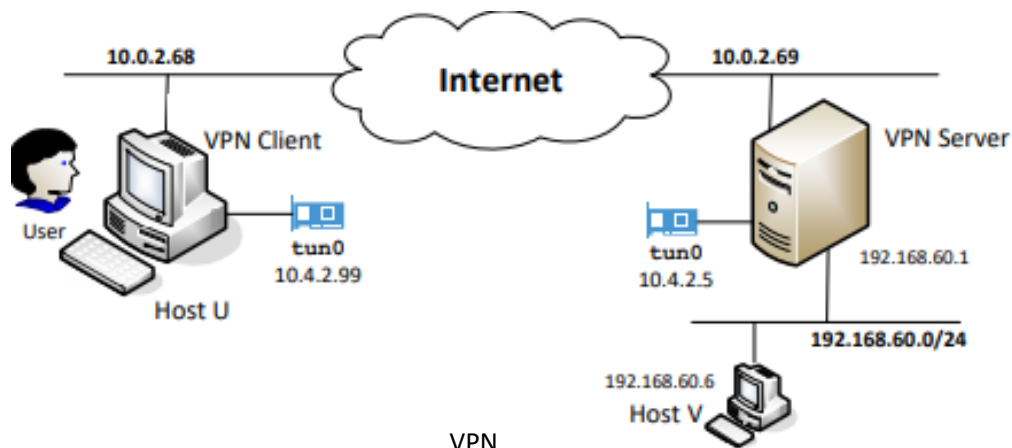 10.0.2.68
10.0.2.69
Internet
VPN Client
VPN Server
User
tun0
10.4.2.99
tun0
10.4.2.5
192.168.60.1
Host U
192.168.60.0/24
192.168.60.6
Host V
VPN